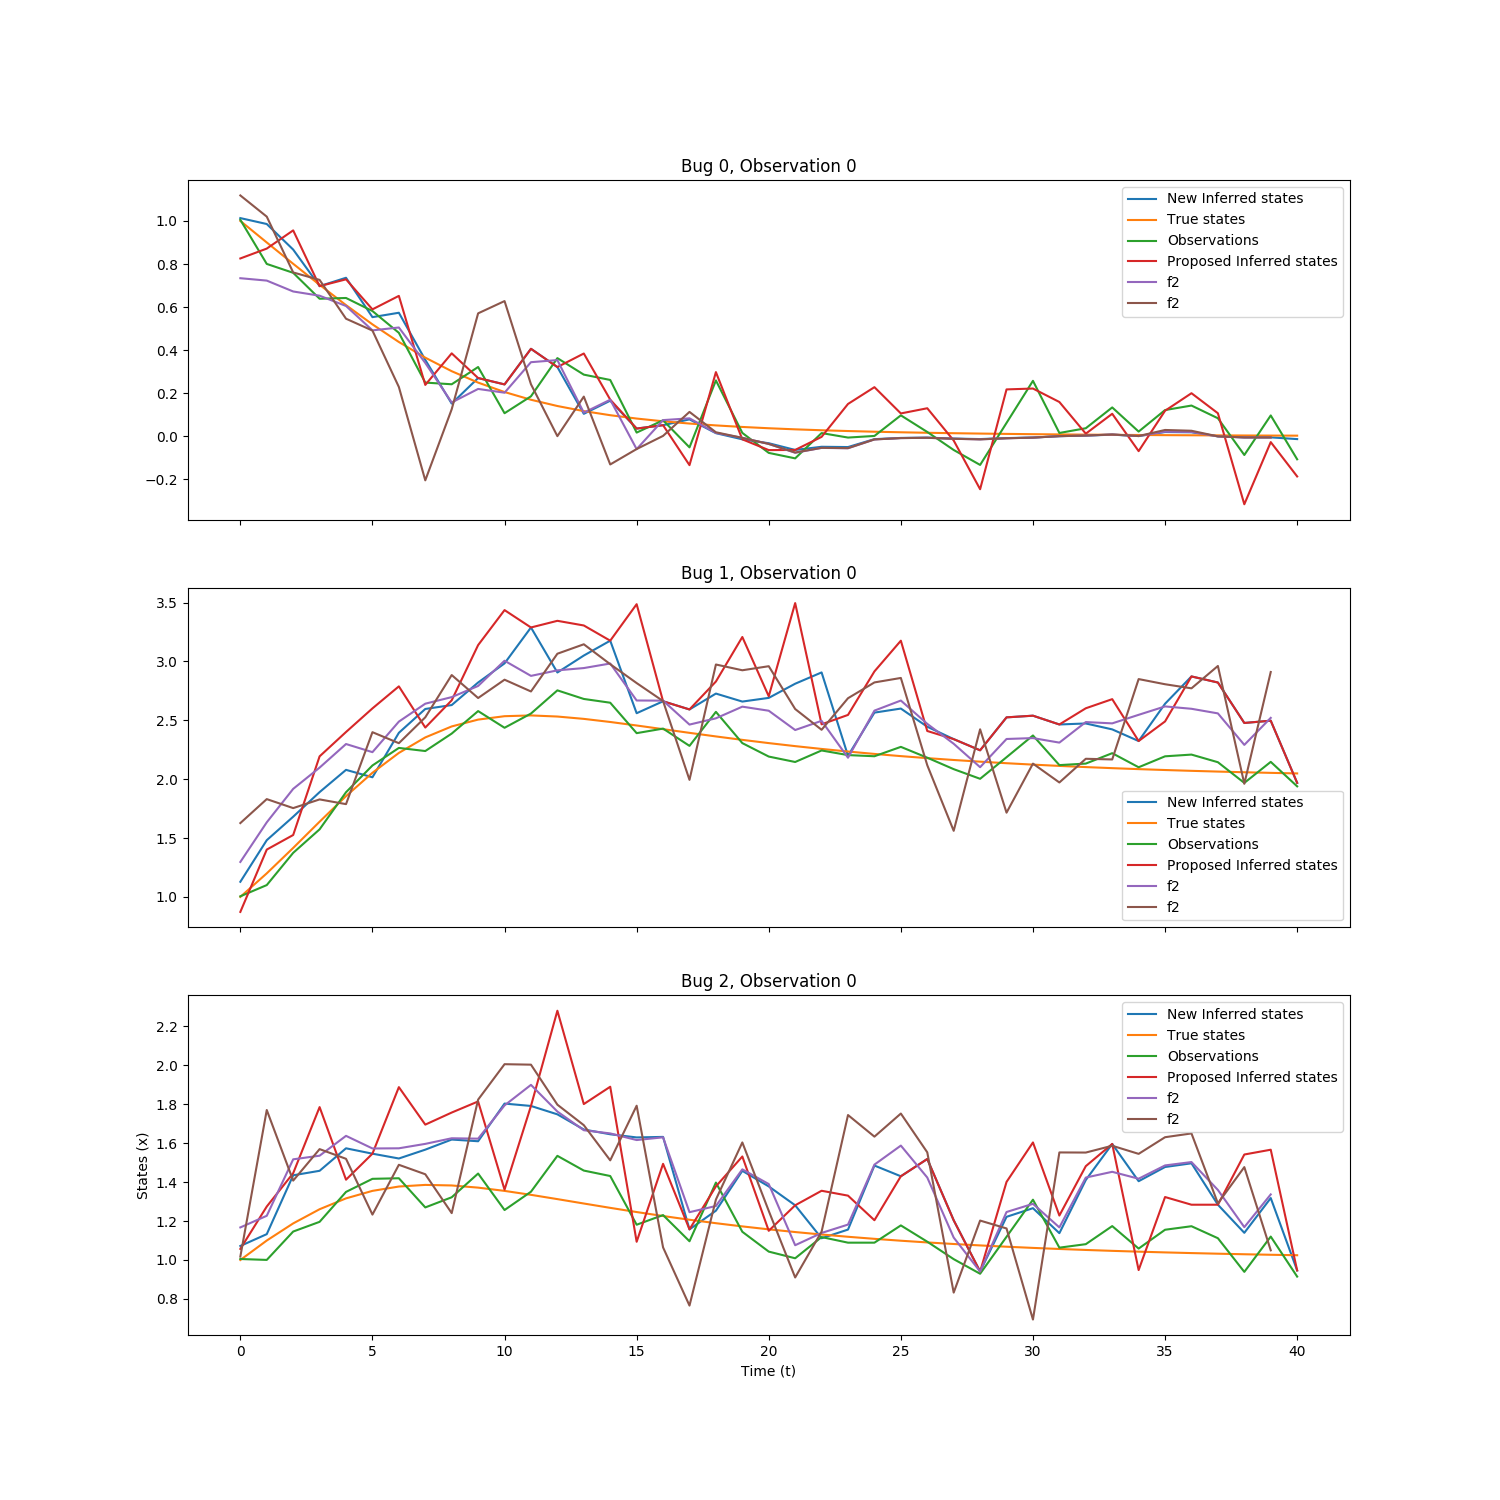 Bug 0, Observation 0
1.0
0.8
0.6
0.4
0.2
0.0
−0.2
New Inferred states
True states
Observations
Proposed Inferred states
f2
f2
Bug 1, Observation 0
3.5
3.0
2.5
2.0
1.5
1.0
New Inferred states
True states
Observations
Proposed Inferred states
f2
f2
Bug 2, Observation 0
States (x)
2.2
2.0
1.8
1.6
1.4
1.2
1.0
0.8
New Inferred states
True states
Observations
Proposed Inferred states
f2
f2
0 5 10 15 20 25 30 35 40
Time (t)